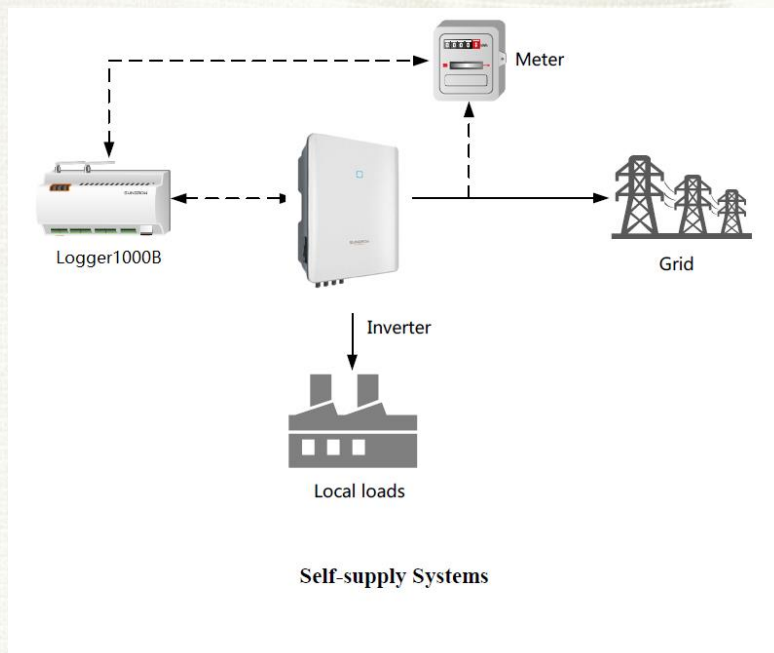 Meter
Logger1000B
Grid
Inverter
Local loads
Self-supply Systems